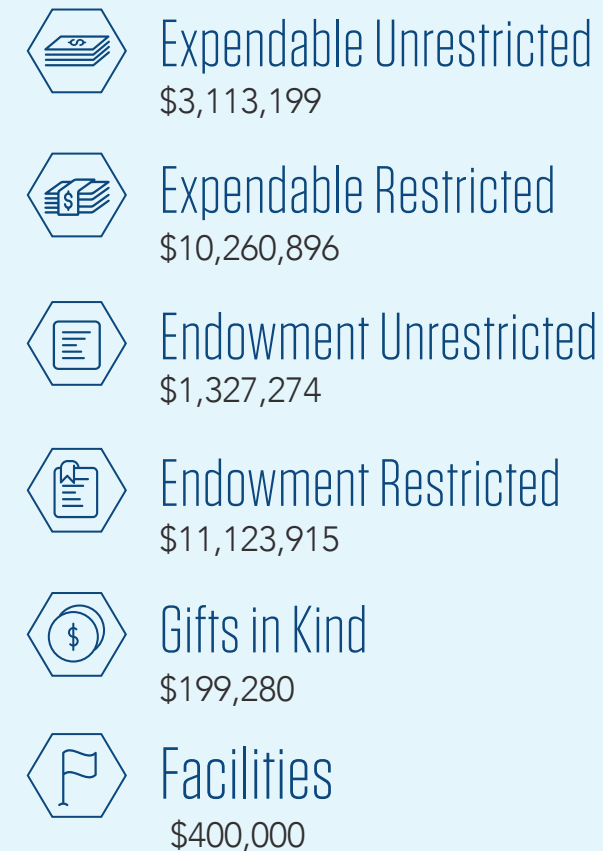 Expendable Unrestricted
$3,113,199
Expendable Restricted
$10,260,896
Endowment Unrestricted
$1,327,274
Endowment Restricted
$11,123,915
Gifts in Kind
$199,280
Facilities
$400,000